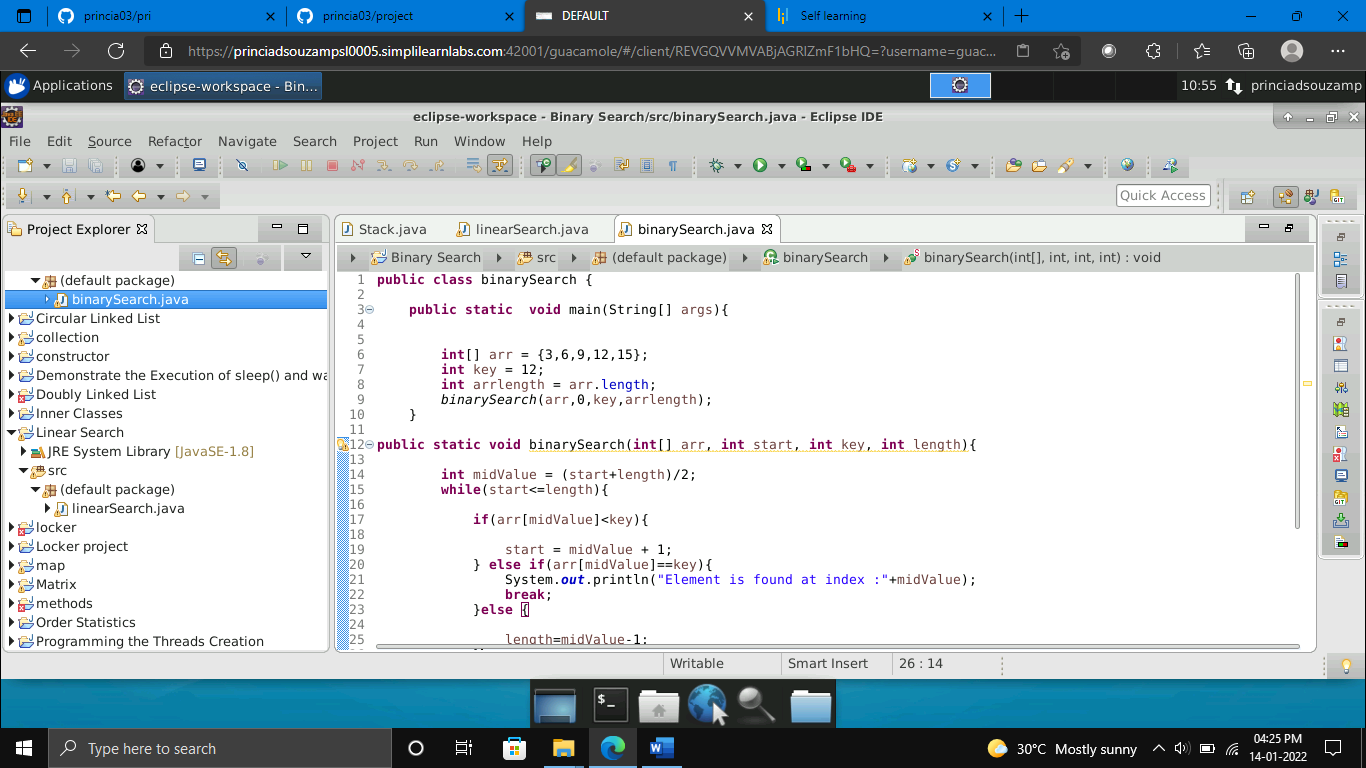 princia03/pri
princia03/project
DEFAULT
Self learning
https://princiadsouzampsl0005.simplilearnlabs.com:42001/guacamole/#/client/REVGQVVMVABjAGRlZmF1bHQ=?username=guac...
Applications
eclipse-workspace - Bin...
10:55
princiadsouzamp
eclipse-workspace - Binary Search/src/binarySearch.java - Eclipse IDE
File Edit Source Refactor Navigate Search Project Run Window Help
Quick Access
Project Explorer
Stack.java
linearSearch.java
binarySearch.java
Binary Search
src
(default package)
binarySearch
binarySearch(int[], int, int, int) : void
(default package)
binarySearch.java
Circular Linked List
collection
constructor
Demonstrate the Execution of sleep() and wa
Doubly Linked List
Inner Classes
Linear Search
JRE System Library [JavaSE-1.8]
src
(default package)
linearSearch.java
locker
Locker project
map
Matrix
methods
Order Statistics
Programming the Threads Creation
1 public class binarySearch {
2
3 public static  void main(String[] args){
4
5
6 int[] arr = {3,6,9,12,15};
7 int key = 12;
8 int arrlength = arr.length;
9 binarySearch(arr,0,key,arrlength);
10 }
11
12 public static void binarySearch(int[] arr, int start, int key, int length){
13
14 int midValue = (start+length)/2;
15 while(start<=length){
16
17 if(arr[midValue]<key){
18
19 start = midValue + 1;
20 } else if(arr[midValue]==key){
21 System.out.println("Element is found at index :"+midValue);
22 break;
23 }else {
24
25 length=midValue-1;
Writable
Smart Insert
26 : 14
Type here to search
30°C Mostly sunny
04:25 PM
14-01-2022